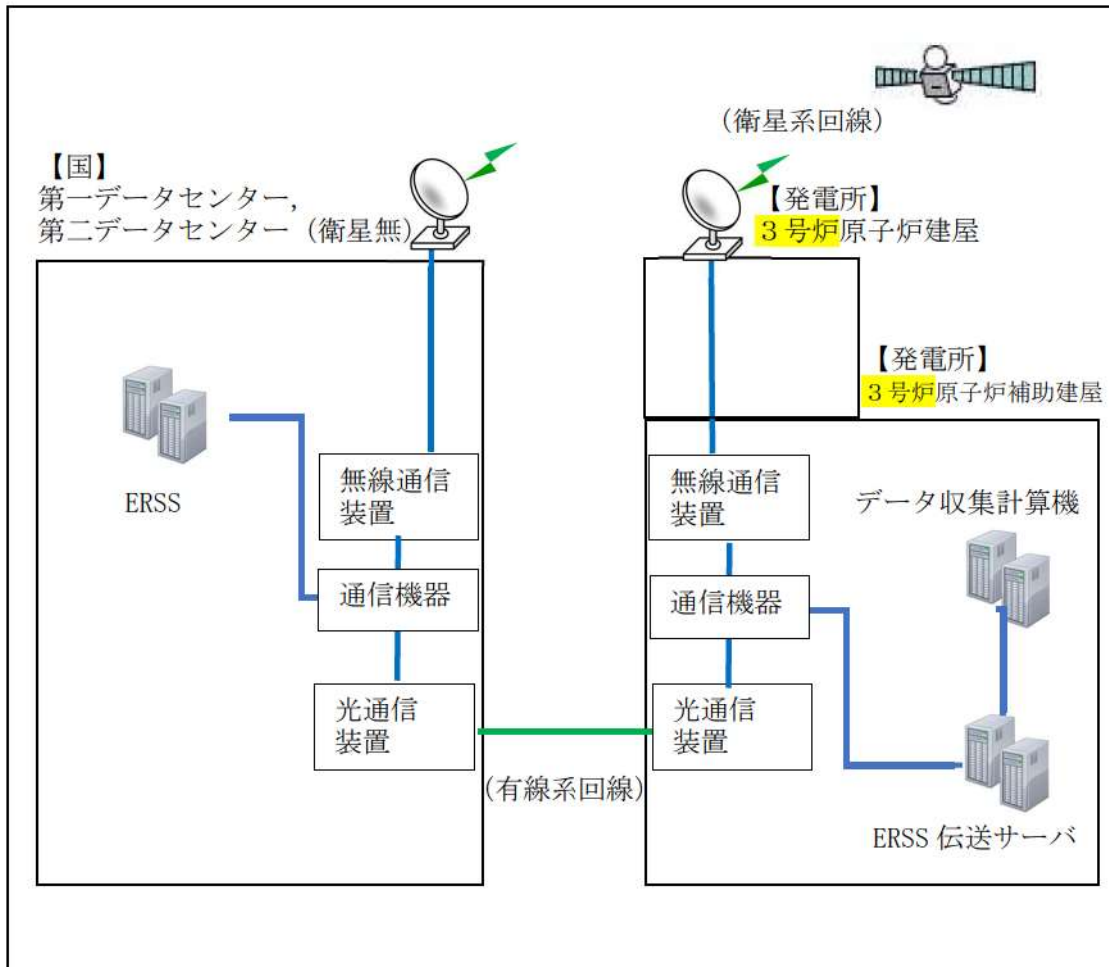 (衛星系回線)
【国】
第一データセンター,
第二データセンター (衛星無)
【発電所】
3号炉原子炉建屋
【発電所】
3号炉原子炉補助建屋
ERSS
無線通信
装置
通信機器
光通信
装置
(有線系回線)
無線通信
装置
通信機器
光通信
装置
データ収集計算機
ERSS 伝送サーバ